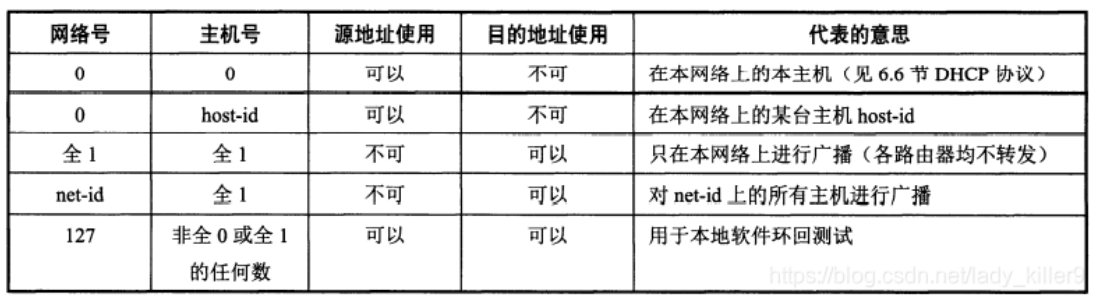 网络号 主机号 源地址使用 目的地址使用 代表的意思
0 0 可以 不可 在本网络上的本主机（见 6.6 节 DHCP 协议）
0 host-id 可以 不可 在本网络上的某台主机 host-id
全 1 全 1 不可 可以 只在本网络上进行广播（各路由器均不转发）
net-id 全 1 不可 可以 对 net-id 上的所有主机进行广播
127 非全 0 或全 1 可以 可以 用于本地软件环回测试
的任何数
https://blog.csdn.net/lady_killer9